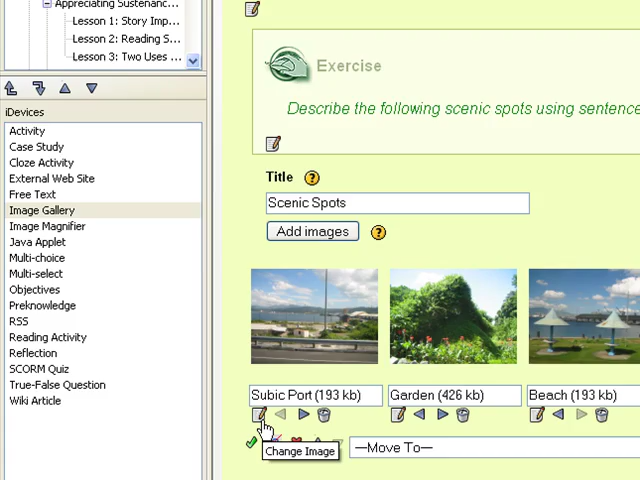 Appreciating Sustenanc...
Lesson 1: Story Imp...
Lesson 2: Reading S...
Lesson 3: Two Uses ...
iDevices
Activity
Case Study
Cloze Activity
External Web Site
Free Text
Image Gallery
Image Magnifier
Java Applet
Multi-choice
Multi-select
Objectives
Preknowledge
RSS
Reading Activity
Reflection
SCORM Quiz
True-False Question
Wiki Article
Exercise
Describe the following scenic spots using sentence
Title ?
Scenic Spots
Add images ?
Subic Port (193 kb)
Garden (426 kb)
Beach (193 kb)
Change Image
—Move To—